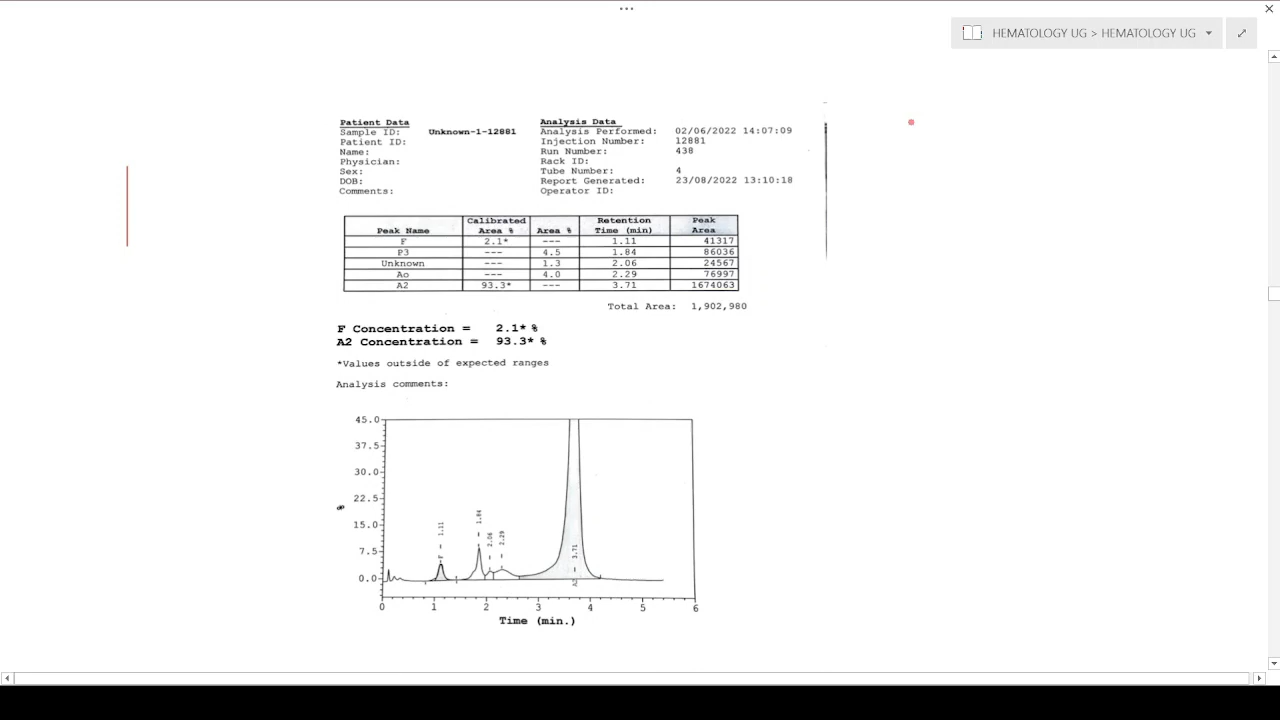 HEMATOLOGY UG > HEMATOLOGY UG
Patient Data
Sample ID: Unknown-1-12881
Patient ID:
Name:
Physician:
Sex:
DOB:
Comments:
Analysis Data
Analysis Performed: 02/06/2022 14:07:09
Injection Number: 12881
Run Number: 438
Rack ID:
Tube Number: 4
Report Generated: 23/08/2022 13:10:18
Operator ID:
Peak Name Calibrated Area % Area % Retention Time (min) Peak Area
F 2.1* --- 1.11 41317
P3 --- 4.5 1.84 86036
Unknown --- 1.3 2.06 24567
Ao --- 4.0 2.29 76997
A2 93.3* --- 3.71 1674063
Total Area: 1,902,980
F Concentration = 2.1* %
A2 Concentration = 93.3* %
*Values outside of expected ranges
Analysis comments:
45.0
37.5
30.0
22.5
15.0
7.5
0.0
%
F - 1.11
- 1.84
- 2.06
- 2.29
A2 - 3.71
0 1 2 3 4 5 6
Time (min.)